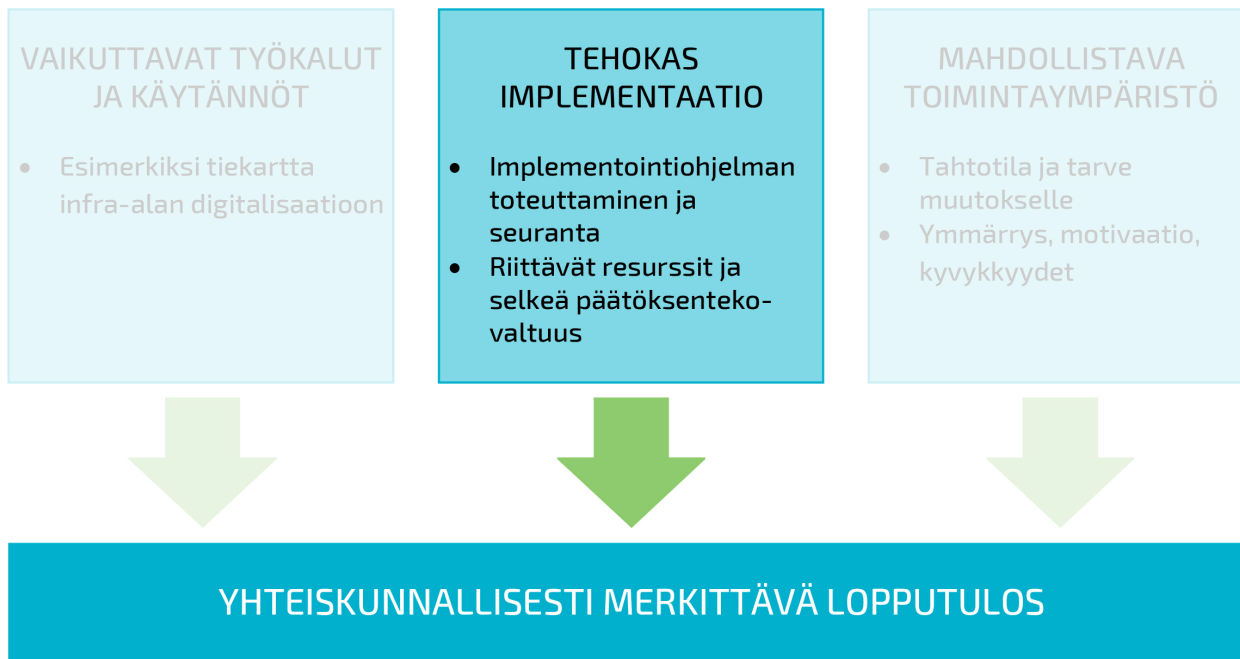 VAIKUTTAVAT TYÖKALUT
JA KÄYTÄNNÖT
• Esimerkiksi tiekartta
infra-alan digitalisaatioon
TEHOKAS
IMPLEMENTAATIO
• Implementointiohjelman
toteuttaminen ja
seuranta
• Riittävät resurssit ja
selkeä päätöksenteko-
valtuus
MAHDOLLISTAVA
TOIMINTAYMPÄRISTÖ
• Tahtotila ja tarve
muutokselle
• Ymmärrys, motivaatio,
kyvykkyydet
YHTEISKUNNALLISESTI MERKITTÄVÄ LOPPUTULOS